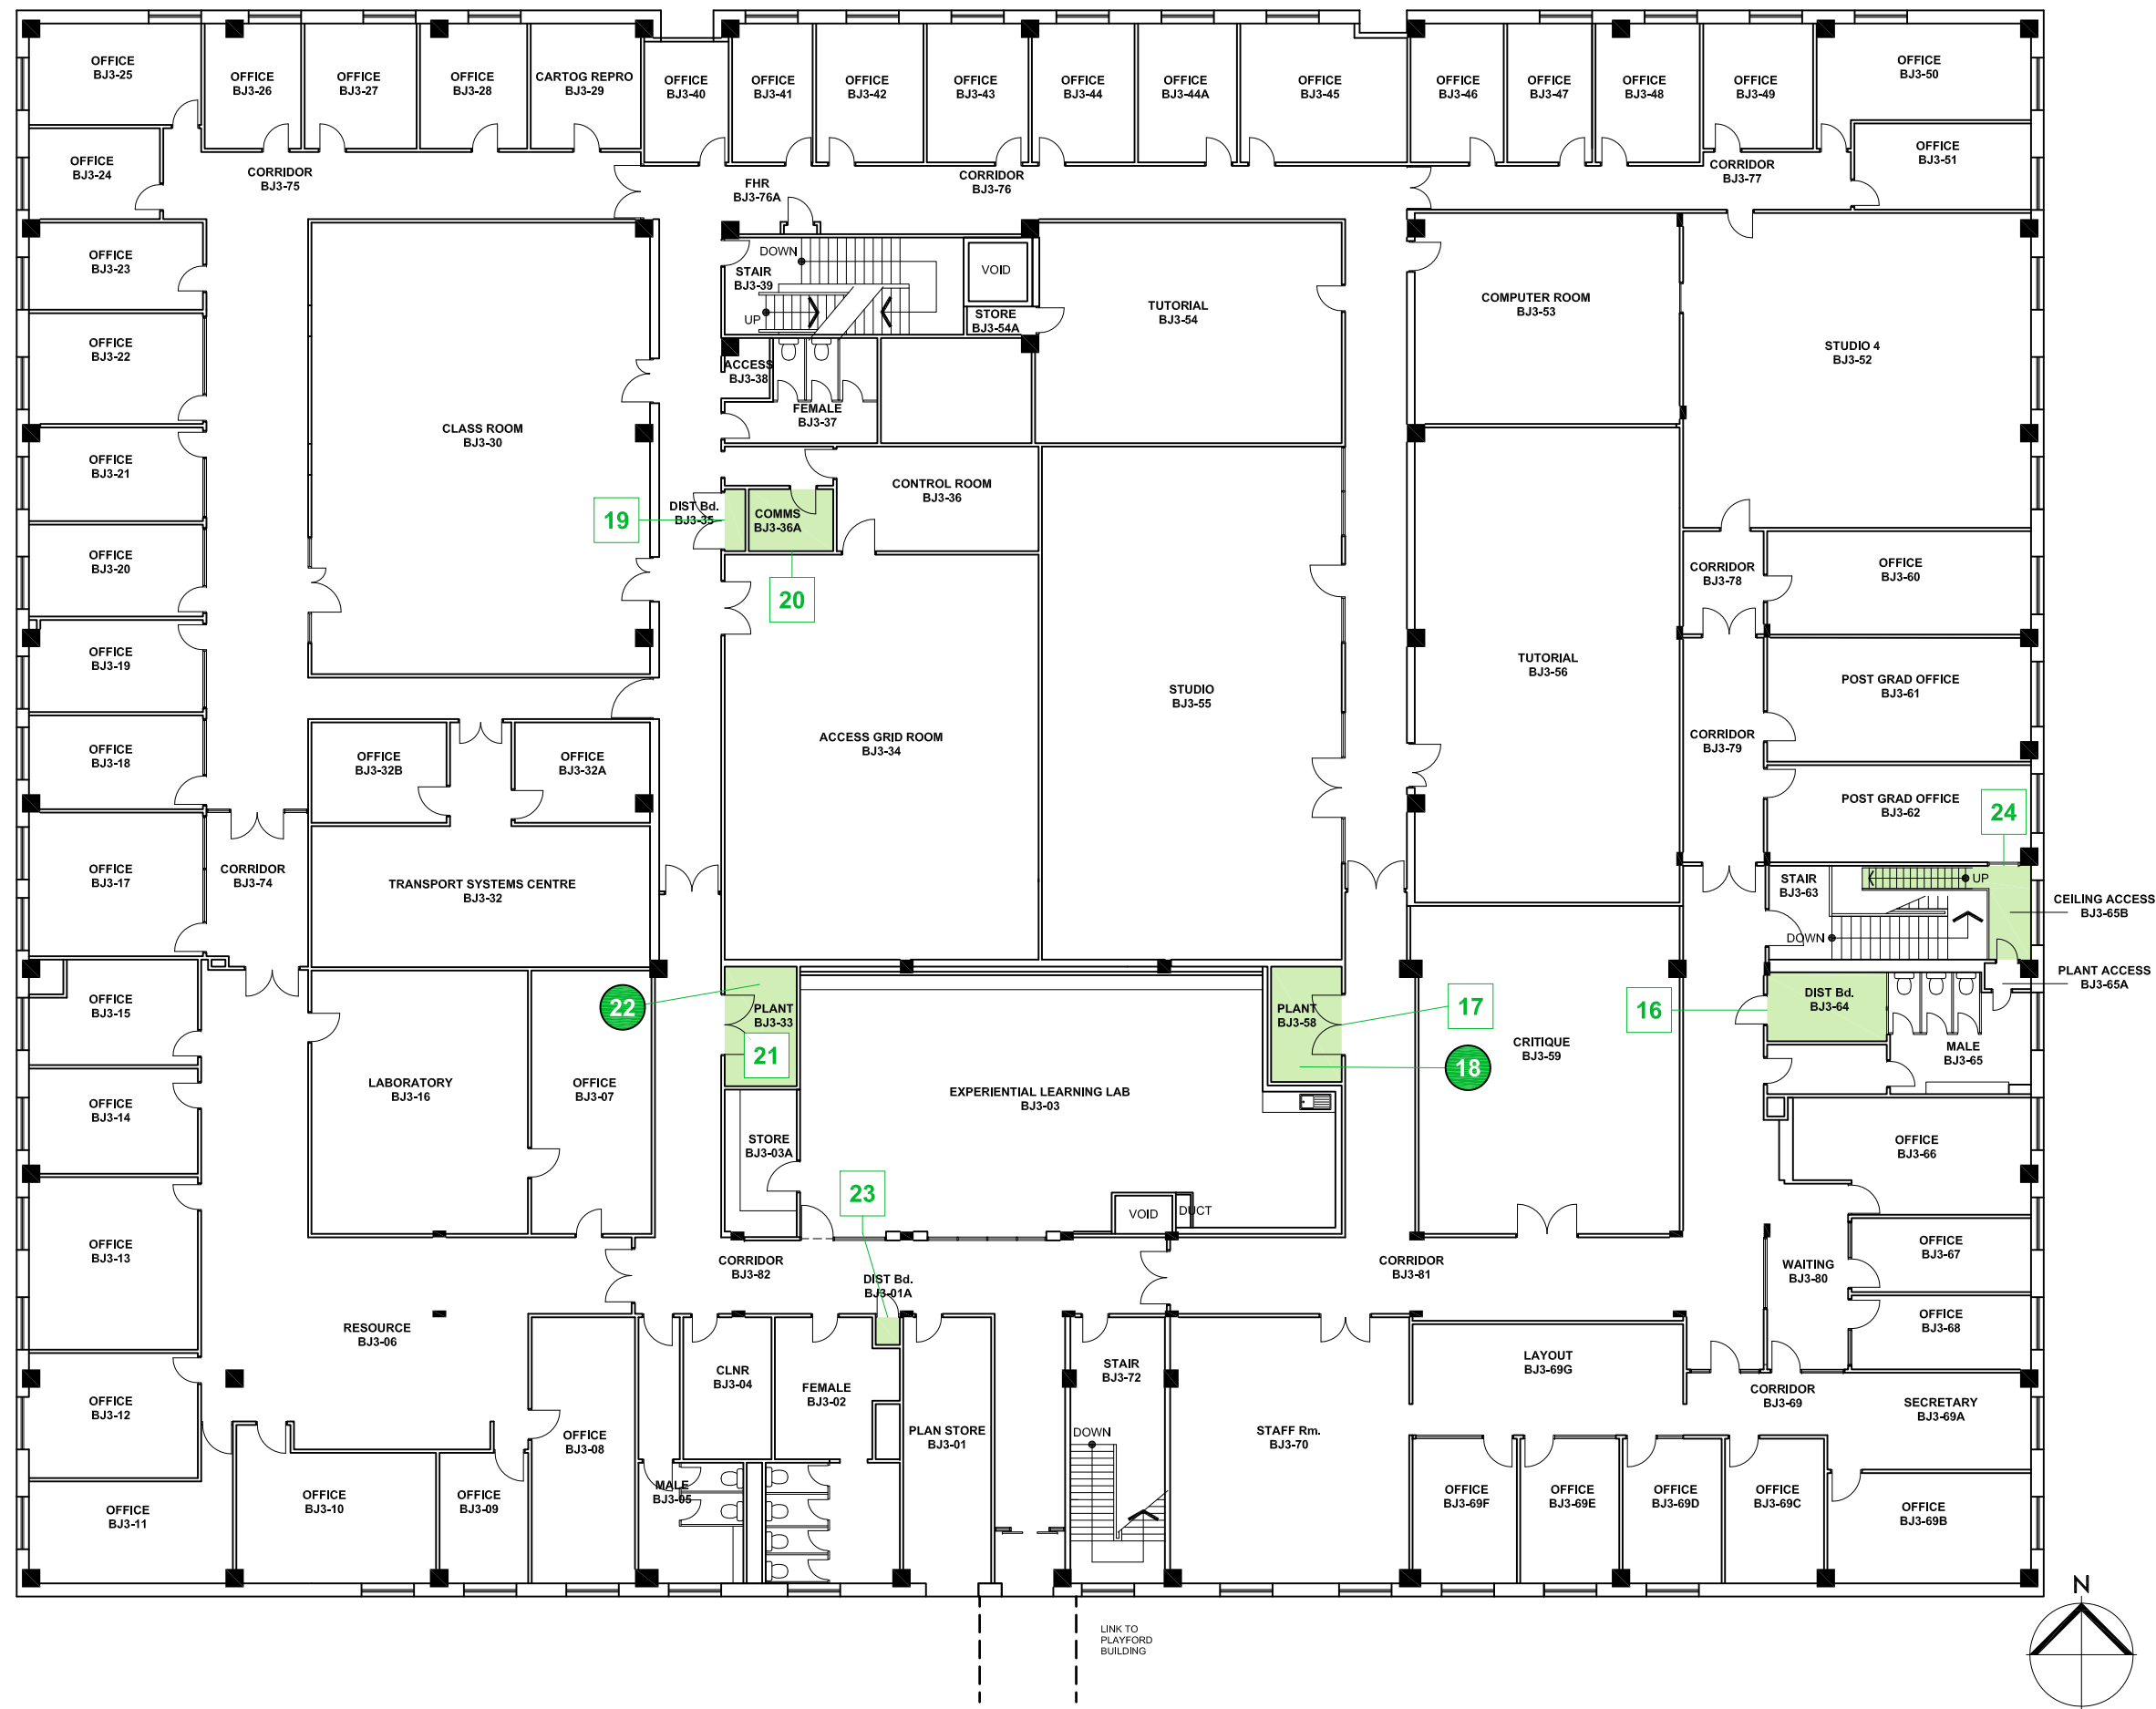 OFFICE
BJ3-25
OFFICE
BJ3-26
OFFICE
BJ3-27
OFFICE
BJ3-28
CARTOG REPRO
BJ3-29
OFFICE
BJ3-40
OFFICE
BJ3-41
OFFICE
BJ3-42
OFFICE
BJ3-43
OFFICE
BJ3-44
OFFICE
BJ3-44A
OFFICE
BJ3-45
OFFICE
BJ3-46
OFFICE
BJ3-47
OFFICE
BJ3-48
OFFICE
BJ3-49
OFFICE
BJ3-50
OFFICE
BJ3-24
CORRIDOR
BJ3-75
FHR
BJ3-76A
CORRIDOR
BJ3-76
CORRIDOR
BJ3-77
OFFICE
BJ3-51
OFFICE
BJ3-23
DOWN
STAIR
BJ3-39
UP
VOID
STORE
BJ3-54A
TUTORIAL
BJ3-54
COMPUTER ROOM
BJ3-53
STUDIO 4
BJ3-52
OFFICE
BJ3-22
ACCESS
BJ3-38
FEMALE
BJ3-37
CLASS ROOM
BJ3-30
OFFICE
BJ3-21
CONTROL ROOM
BJ3-36
19
DIST Bd.
BJ3-35
COMMS
BJ3-36A
20
OFFICE
BJ3-20
CORRIDOR
BJ3-78
OFFICE
BJ3-60
OFFICE
BJ3-19
TUTORIAL
BJ3-56
POST GRAD OFFICE
BJ3-61
STUDIO
BJ3-55
ACCESS GRID ROOM
BJ3-34
CORRIDOR
BJ3-79
OFFICE
BJ3-18
OFFICE
BJ3-32B
OFFICE
BJ3-32A
POST GRAD OFFICE
BJ3-62
24
OFFICE
BJ3-17
CORRIDOR
BJ3-74
TRANSPORT SYSTEMS CENTRE
BJ3-32
STAIR
BJ3-63
UP
DOWN
CEILING ACCESS
BJ3-65B
PLANT ACCESS
BJ3-65A
OFFICE
BJ3-15
22
PLANT
BJ3-33
21
PLANT
BJ3-58
17
18
16
DIST Bd.
BJ3-64
CRITIQUE
BJ3-59
MALE
BJ3-65
LABORATORY
BJ3-16
OFFICE
BJ3-07
EXPERIENTIAL LEARNING LAB
BJ3-03
OFFICE
BJ3-14
STORE
BJ3-03A
OFFICE
BJ3-66
23
VOID
DUCT
OFFICE
BJ3-13
CORRIDOR
BJ3-82
DIST Bd.
BJ3-01A
CORRIDOR
BJ3-81
WAITING
BJ3-80
OFFICE
BJ3-67
OFFICE
BJ3-68
RESOURCE
BJ3-06
CLNR
BJ3-04
FEMALE
BJ3-02
STAIR
BJ3-72
LAYOUT
BJ3-69G
CORRIDOR
BJ3-69
SECRETARY
BJ3-69A
OFFICE
BJ3-12
OFFICE
BJ3-08
PLAN STORE
BJ3-01
DOWN
STAFF Rm.
BJ3-70
OFFICE
BJ3-11
OFFICE
BJ3-10
OFFICE
BJ3-09
MALE
BJ3-05
OFFICE
BJ3-69F
OFFICE
BJ3-69E
OFFICE
BJ3-69D
OFFICE
BJ3-69C
OFFICE
BJ3-69B
LINK TO
PLAYFORD
BUILDING
N